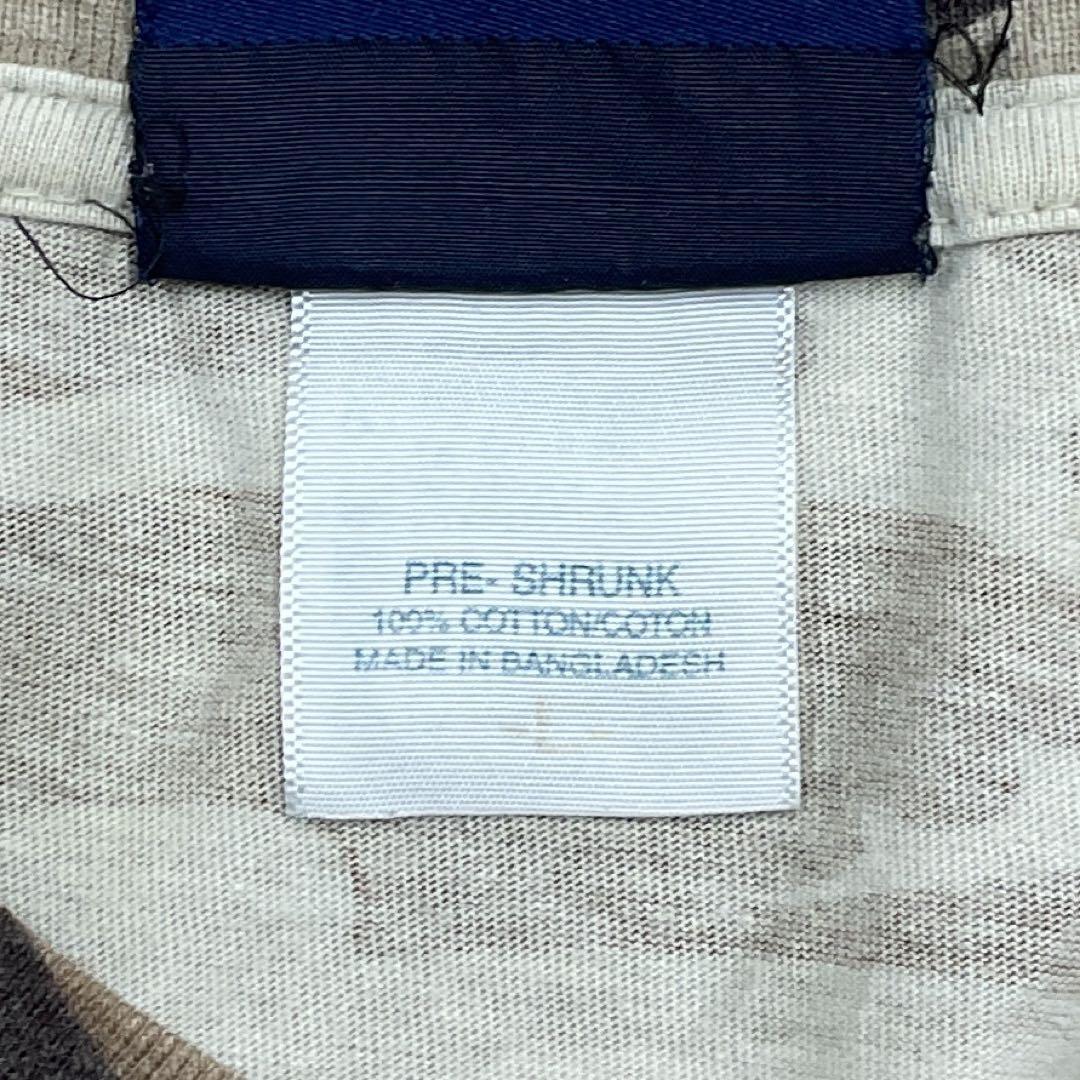 PRE- SHRUNK
100% COTTON/COTON
MADE IN BANGLADESH
-L-